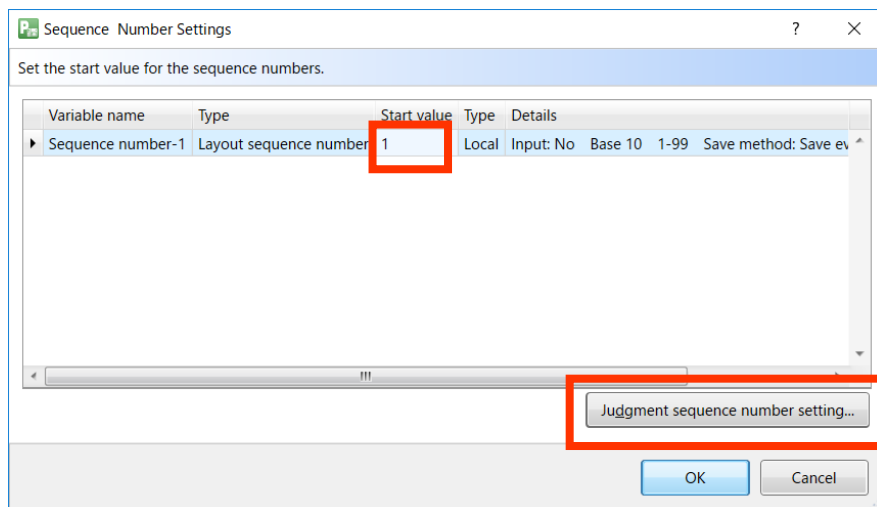 Sequence Number Settings
?
Set the start value for the sequence numbers.
Variable name Type Start value Type Details
Sequence number-1 Layout sequence number 1 Local Input: No Base 10 1-99 Save method: Save ev
Judgment sequence number setting...
OK Cancel